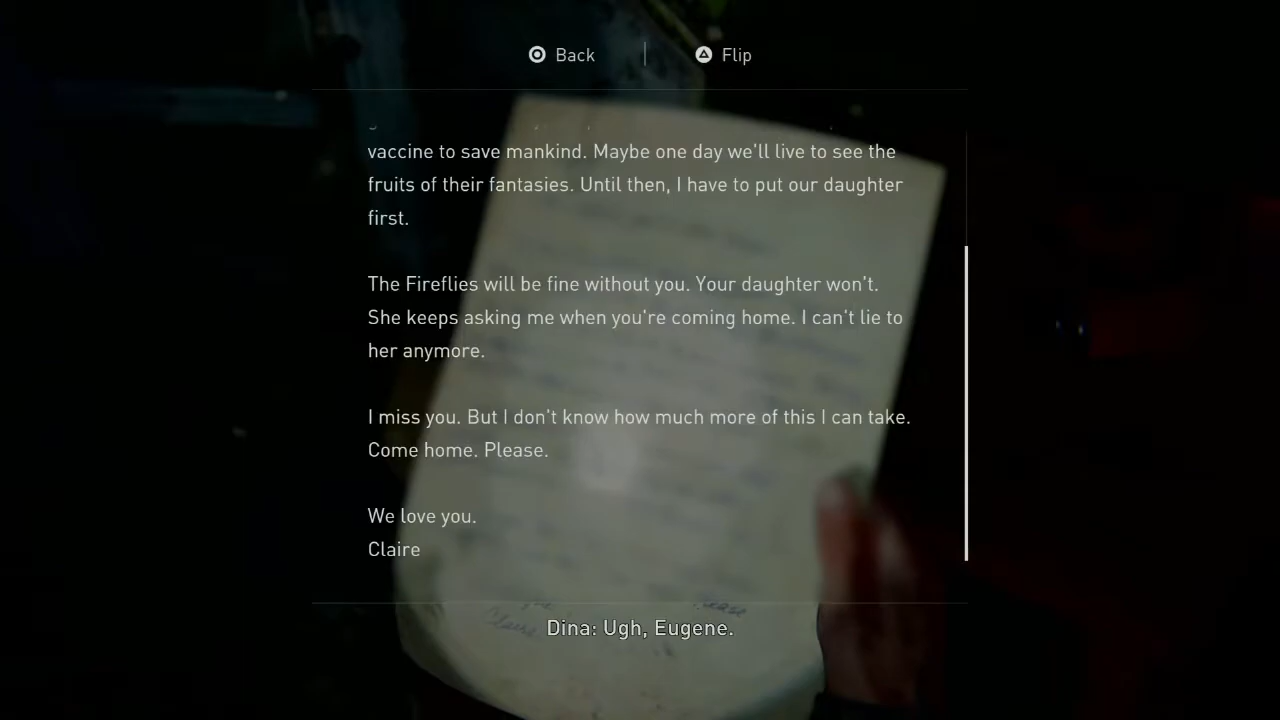 Back | Flip
vaccine to save mankind. Maybe one day we'll live to see the
fruits of their fantasies. Until then, I have to put our daughter
first.
The Fireflies will be fine without you. Your daughter won't.
She keeps asking me when you're coming home. I can't lie to
her anymore.
I miss you. But I don't know how much more of this I can take.
Come home. Please.
We love you.
Claire
Dina: Ugh, Eugene.